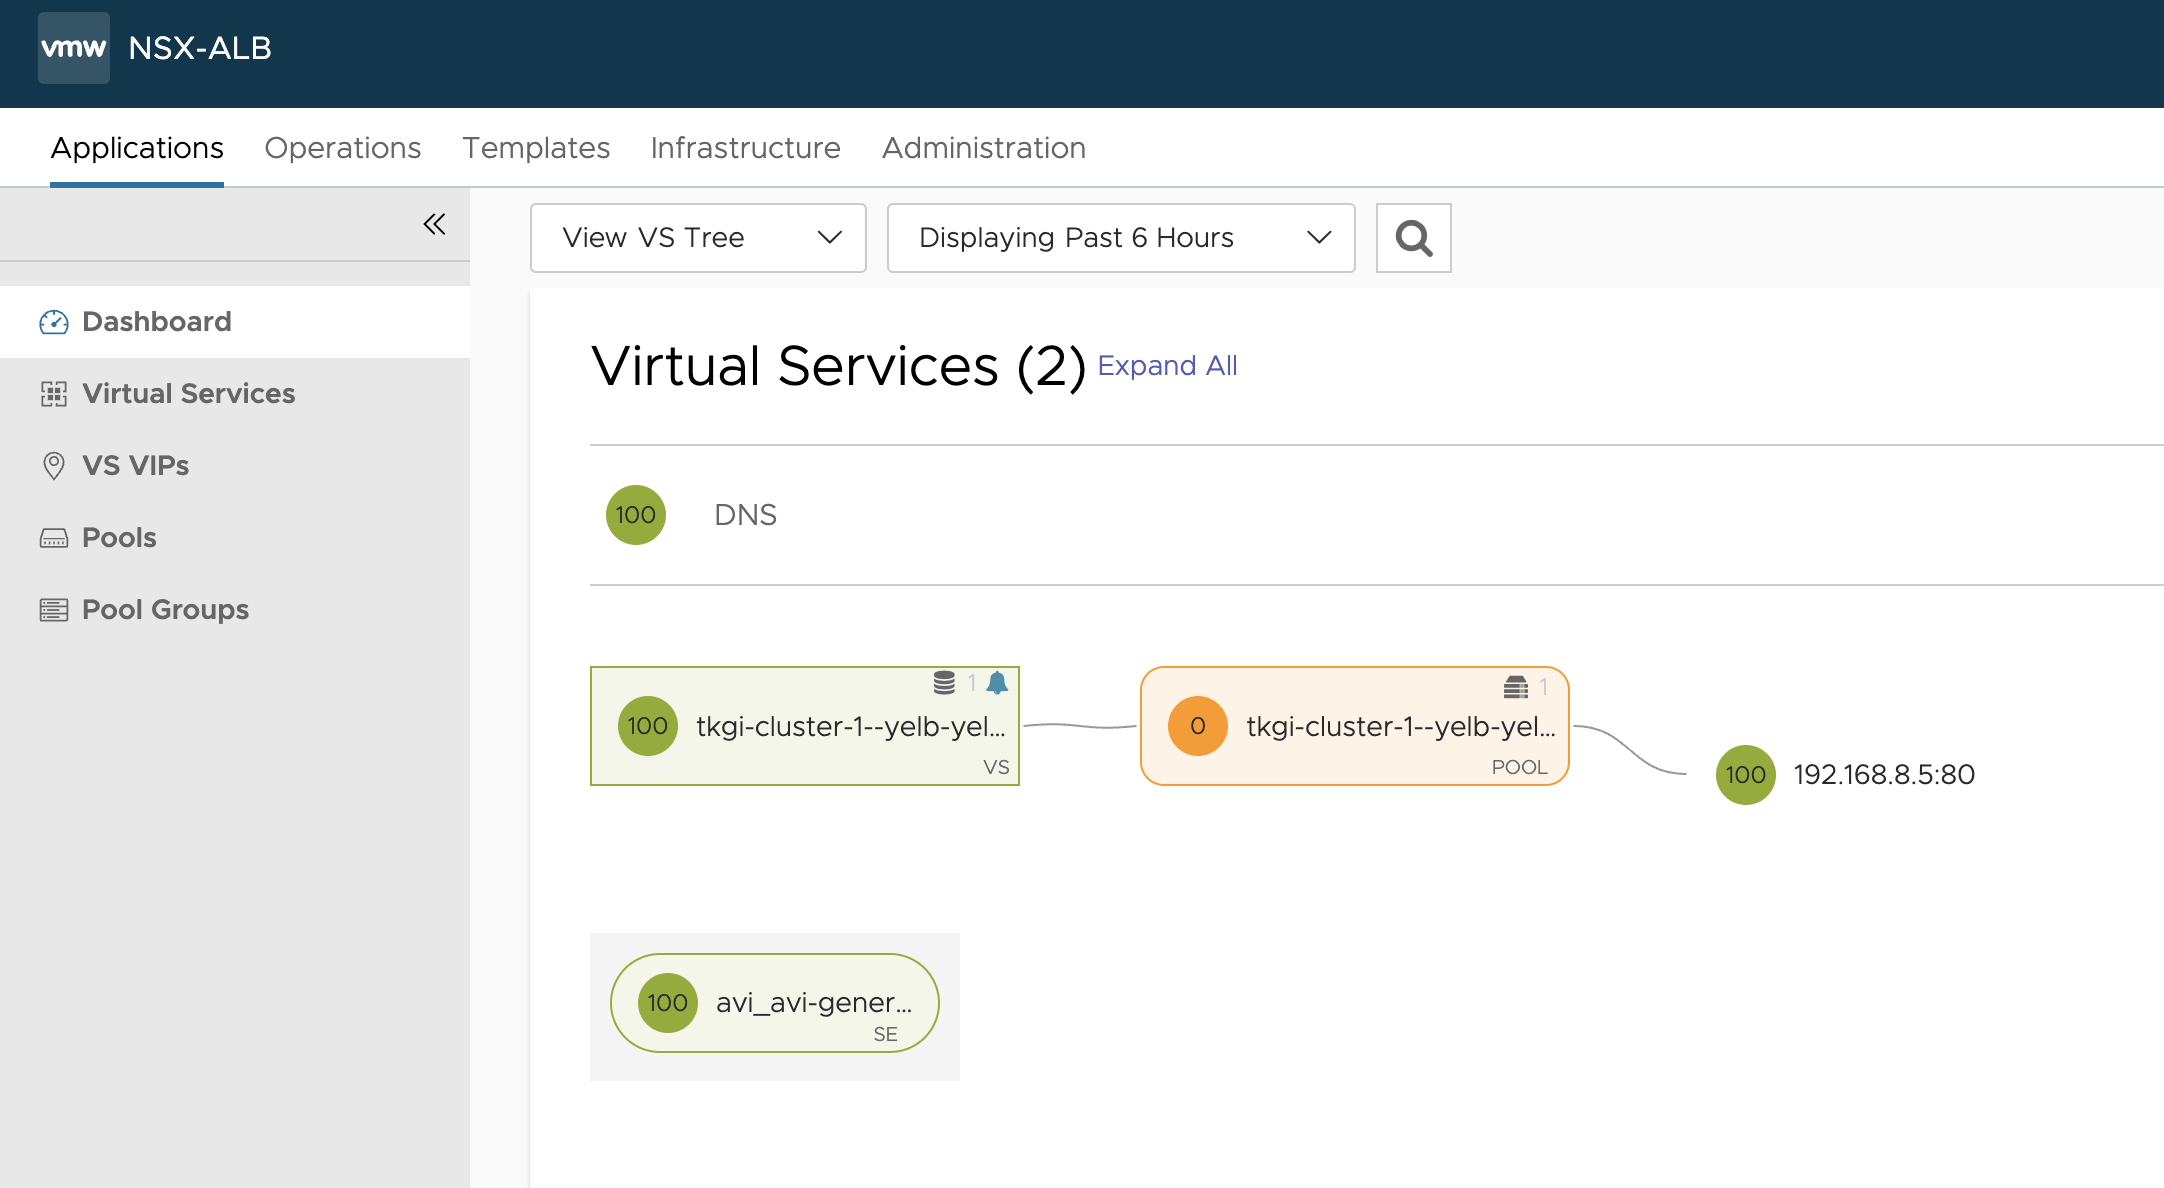 vmw NSX-ALB
Applications Operations Templates Infrastructure Administration
View VS Tree Displaying Past 6 Hours
Dashboard
Virtual Services
VS VIPs
Pools
Pool Groups
Virtual Services (2) Expand All
100 DNS
1
100 tkgi-cluster-1--yelb-yel...
VS
1
0 tkgi-cluster-1--yelb-yel...
POOL
100 192.168.8.5:80
100 avi_avi-gener...
SE